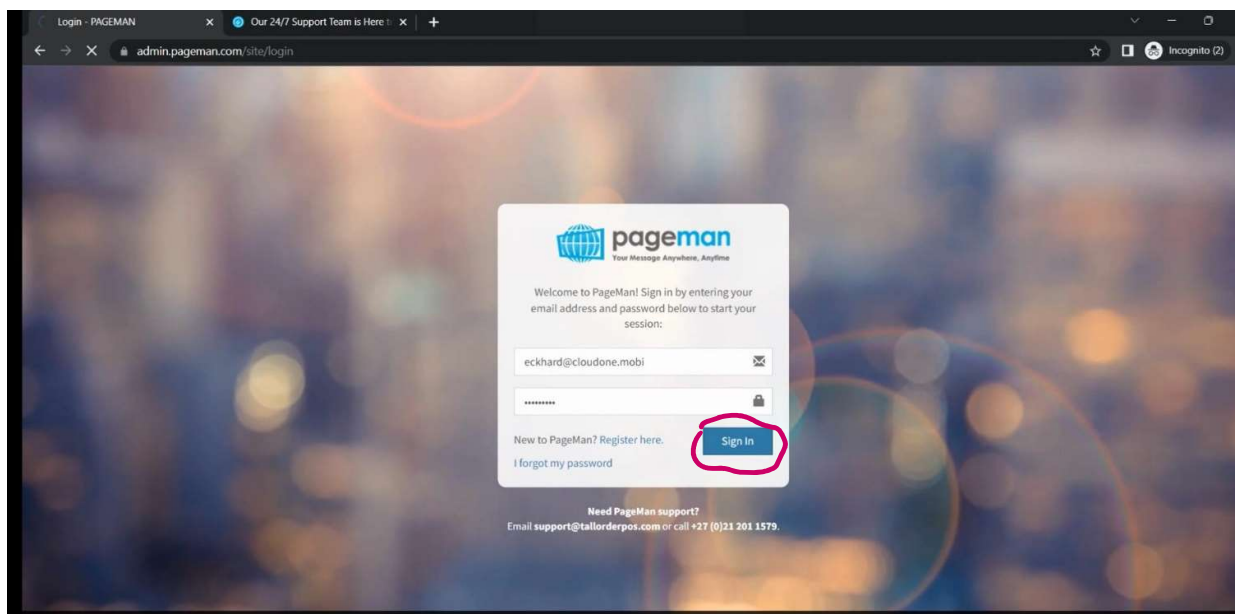 Login - PAGEMAN
Our 24/7 Support Team is Here t
admin.pageman.com/site/login
Incognito (2)
pageman
Your Message Anywhere, Anytime
Welcome to PageMan! Sign in by entering your
email address and password below to start your
session:
eckhard@cloudone.mobi
•••••••••
New to PageMan? Register here.
Sign In
I forgot my password
Need PageMan support?
Email support@tallorderpos.com or call +27 (0)21 201 1579.